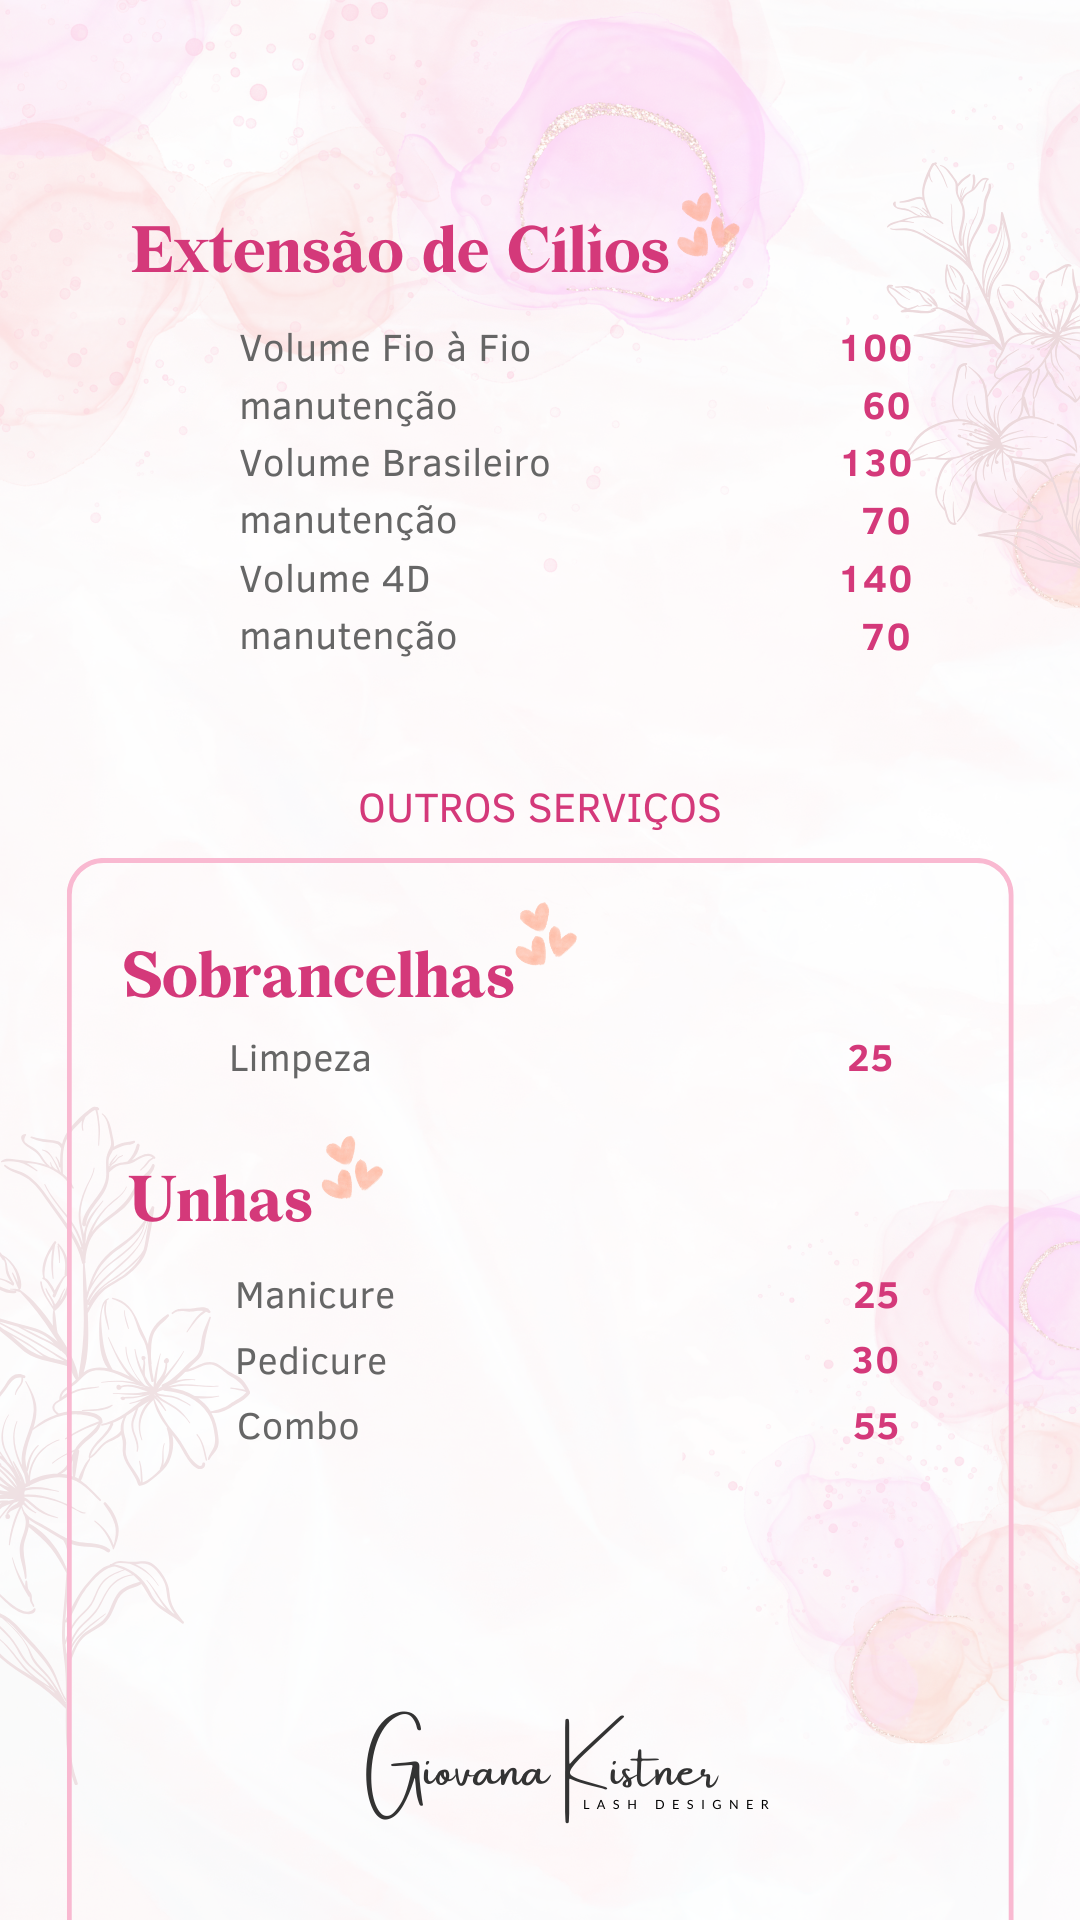 Extensão de Cílios
Volume Fio à Fio 100
manutenção 60
Volume Brasileiro 130
manutenção 70
Volume 4D 140
manutenção 70
OUTROS SERVIÇOS
Sobrancelhas
Limpeza 25
Unhas
Manicure 25
Pedicure 30
Combo 55
Giovana Kistner
LASH DESIGNER